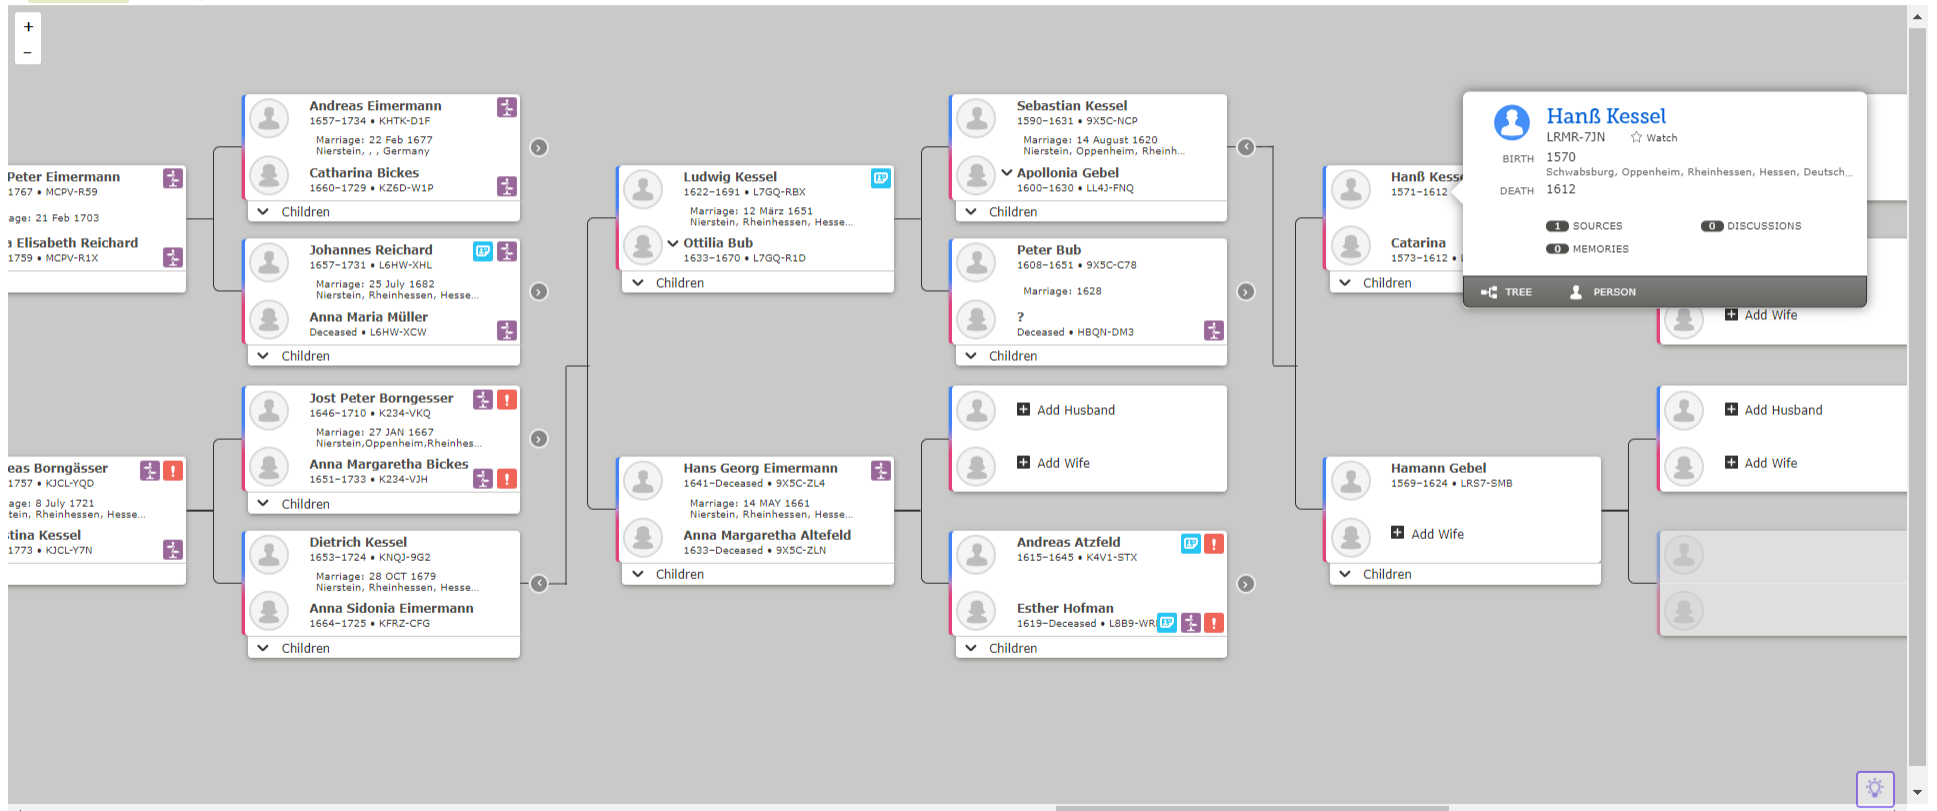 +
−
Peter Eimermann
1767 • MCPV-R59
age: 21 Feb 1703
Elisabeth Reichard
1759 • MCPV-R1X
eas Borngässer
1757 • KJCL-YQD
age: 8 July 1721
tein, Rheinhessen, Hesse...
tina Kessel
1773 • KJCL-Y7N
Andreas Eimermann
1657–1734 • KHTK-D1F
Marriage: 22 Feb 1677
Nierstein, , , Germany
Catharina Bickes
1660–1729 • KZ6D-W1P
Children
Johannes Reichard
1657–1731 • L6HW-XHL
Marriage: 25 July 1682
Nierstein, Rheinhessen, Hesse...
Anna Maria Müller
Deceased • L6HW-XCW
Children
Jost Peter Borngesser
1646–1710 • K234-VKQ
Marriage: 27 JAN 1667
Nierstein,Oppenheim,Rheinhes...
Anna Margaretha Bickes
1651–1733 • K234-VJH
Children
Dietrich Kessel
1653–1724 • KNQJ-9G2
Marriage: 28 OCT 1679
Nierstein, Rheinhessen, Hesse...
Anna Sidonia Eimermann
1664–1725 • KFRZ-CFG
Children
Ludwig Kessel
1622–1691 • L7GQ-RBX
Marriage: 12 März 1651
Nierstein, Rheinhessen, Hesse...
Ottilia Bub
1633–1670 • L7GQ-R1D
Children
Hans Georg Eimermann
1641–Deceased • 9X5C-ZL4
Marriage: 14 MAY 1661
Nierstein, Rheinhessen, Hesse...
Anna Margaretha Altefeld
1633–Deceased • 9X5C-ZLN
Children
Sebastian Kessel
1590–1631 • 9X5C-NCP
Marriage: 14 August 1620
Nierstein, Oppenheim, Rheinh...
Apollonia Gebel
1600–1630 • LL4J-FNQ
Children
Peter Bub
1608–1651 • 9X5C-C78
Marriage: 1628
?
Deceased • HBQN-DM3
Children
Add Husband
Add Wife
Andreas Atzfeld
1615–1645 • K4V1-STX
Esther Hofman
1619–Deceased • L8B9-WR
Children
Hanß Kess
1571–1612
Catarina
1573–1612 •
Children
Hanß Kessel
LRMR-7JN Watch
BIRTH 1570
Schwabsburg, Oppenheim, Rheinhessen, Hessen, Deutsch...
DEATH 1612
1 SOURCES 0 DISCUSSIONS
0 MEMORIES
TREE PERSON
Add Wife
Hamann Gebel
1569–1624 • LRS7-SMB
Add Wife
Children
Add Husband
Add Wife